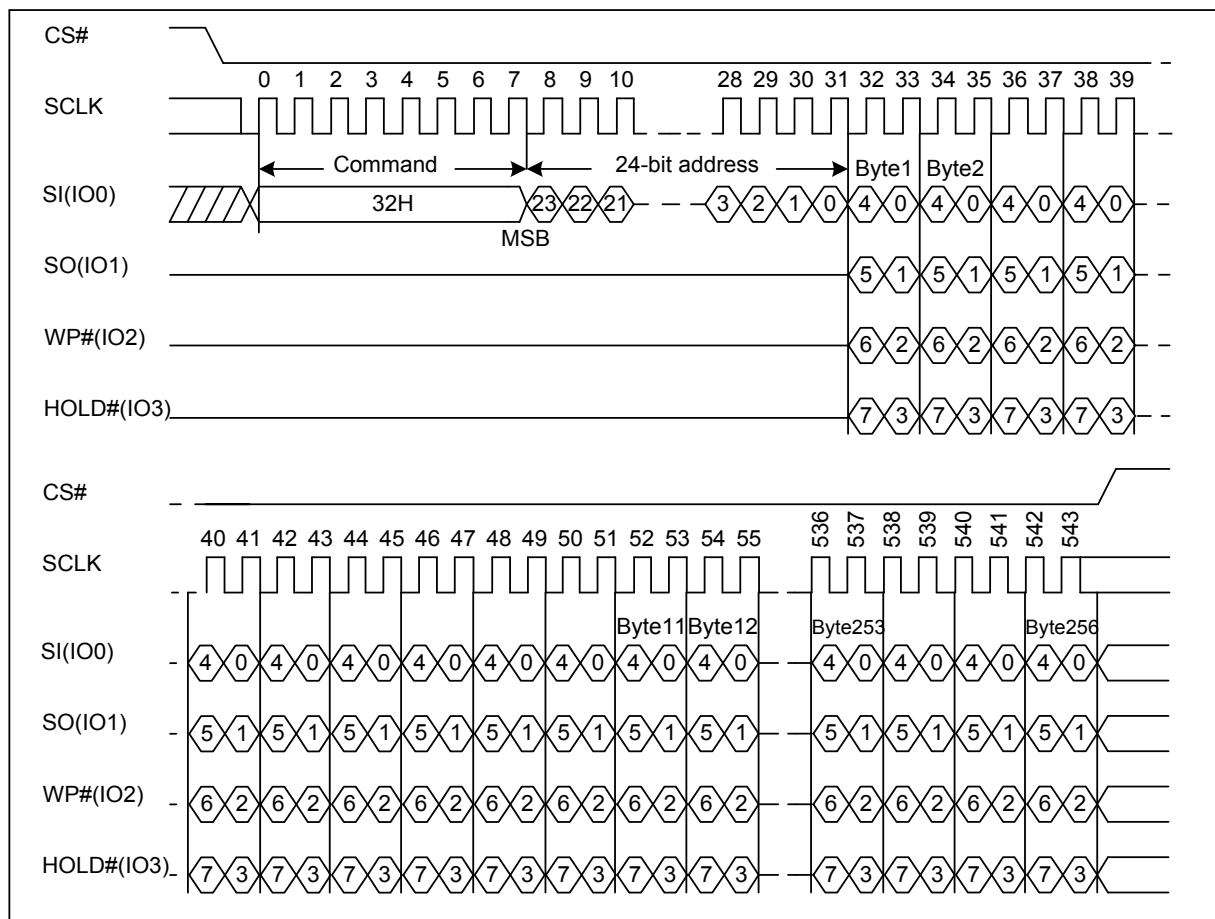 CS#
0 1 2 3 4 5 6 7 8 9 10 28 29 30 31 32 33 34 35 36 37 38 39
SCLK
Command 24-bit address Byte1 Byte2
SI(IO0) 32H 23 22 21 3 2 1 0 4 0 4 0 4 0 4 0
MSB
SO(IO1) 5 1 5 1 5 1 5 1
WP#(IO2) 6 2 6 2 6 2 6 2
HOLD#(IO3) 7 3 7 3 7 3 7 3
CS#
40 41 42 43 44 45 46 47 48 49 50 51 52 53 54 55 536 537 538 539 540 541 542 543
SCLK
Byte11 Byte12 Byte253 Byte256
SI(IO0) 4 0 4 0 4 0 4 0 4 0 4 0 4 0 4 0 4 0 4 0 4 0 4 0
SO(IO1) 5 1 5 1 5 1 5 1 5 1 5 1 5 1 5 1 5 1 5 1 5 1 5 1
WP#(IO2) 6 2 6 2 6 2 6 2 6 2 6 2 6 2 6 2 6 2 6 2 6 2 6 2
HOLD#(IO3) 7 3 7 3 7 3 7 3 7 3 7 3 7 3 7 3 7 3 7 3 7 3 7 3